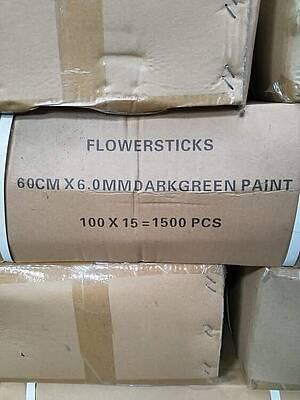 FLOWERSTICKS
60CM X 6.0MMDARKGREEN PAINT
100 X 15 = 1500 PCS